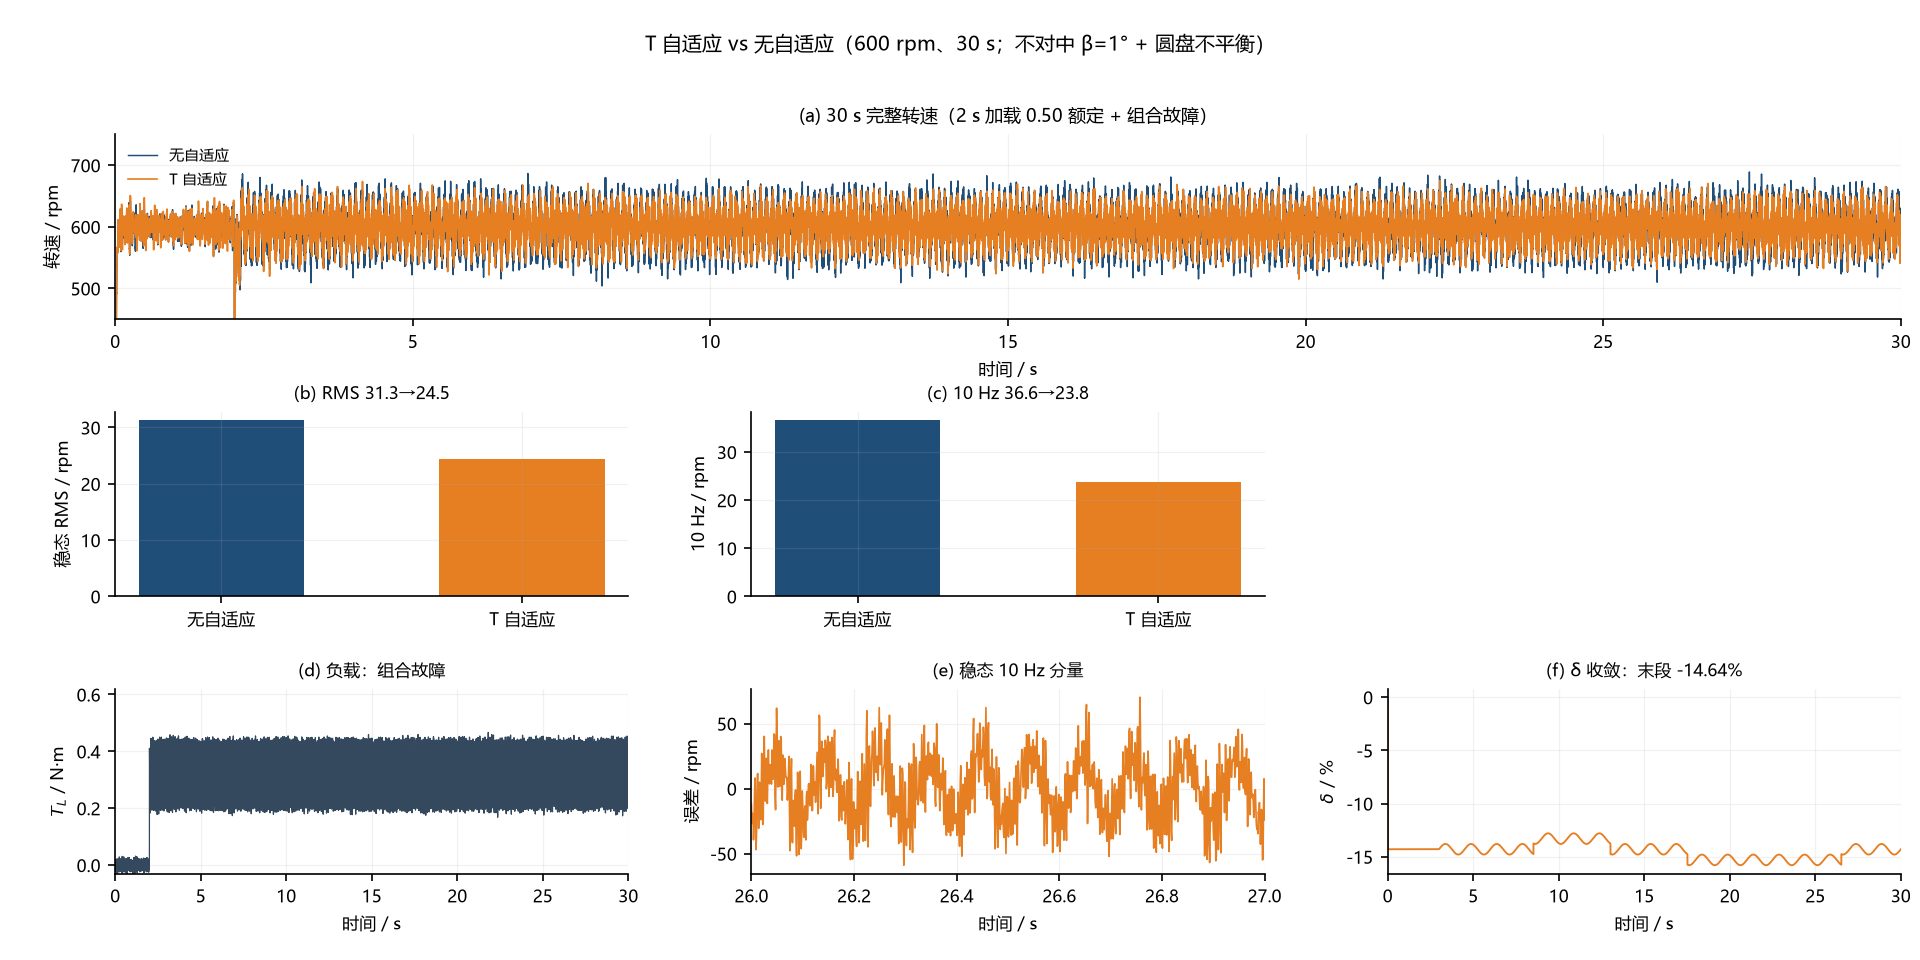 T 自适应 vs 无自适应（600 rpm、30 s；不对中 β=1° + 圆盘不平衡）
(a) 30 s 完整转速（2 s 加载 0.50 额定 + 组合故障）
转速 / rpm
700
600
500
无自适应
T 自适应
0 5 10 15 20 25 30
时间 / s
(b) RMS 31.3→24.5
稳态 RMS / rpm
30
20
10
0
无自适应 T 自适应
(c) 10 Hz 36.6→23.8
10 Hz / rpm
30
20
10
0
无自适应 T 自适应
(d) 负载：组合故障
T_L / N·m
0.6
0.4
0.2
0.0
0 5 10 15 20 25 30
时间 / s
(e) 稳态 10 Hz 分量
误差 / rpm
50
0
-50
26.0 26.2 26.4 26.6 26.8 27.0
时间 / s
(f) δ 收敛：末段 -14.64%
δ / %
0
-5
-10
-15
0 5 10 15 20 25 30
时间 / s